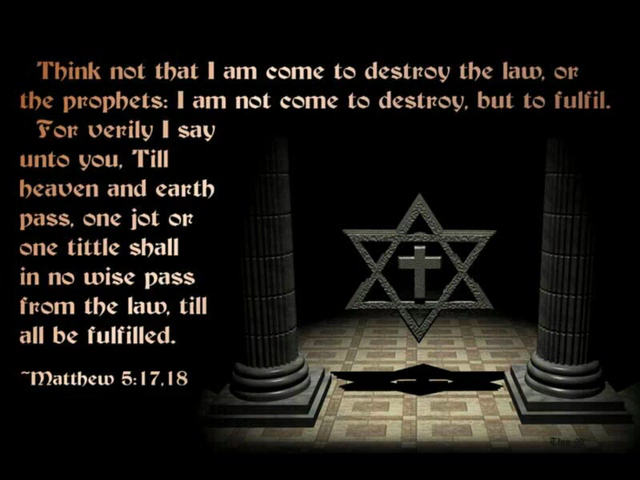 Think not that I am come to destroy the law, or
the prophets: I am not come to destroy, but to fulfil.
For verily I say
unto you, Till
heaven and earth
pass, one jot or
one tittle shall
in no wise pass
from the law, till
all be fulfilled.
~Matthew 5:17,18